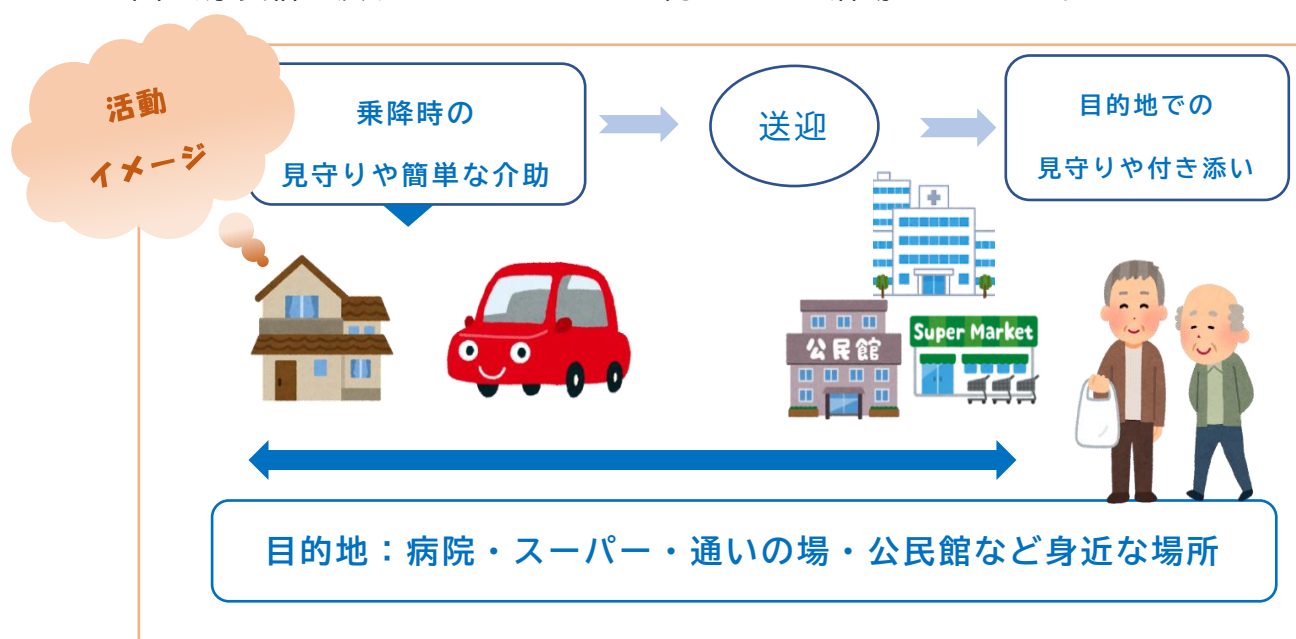 活動
イメージ
乗降時の
見守りや簡単な介助
送迎
目的地での
見守りや付き添い
公民館
Super Market
目的地：病院・スーパー・通いの場・公民館など身近な場所